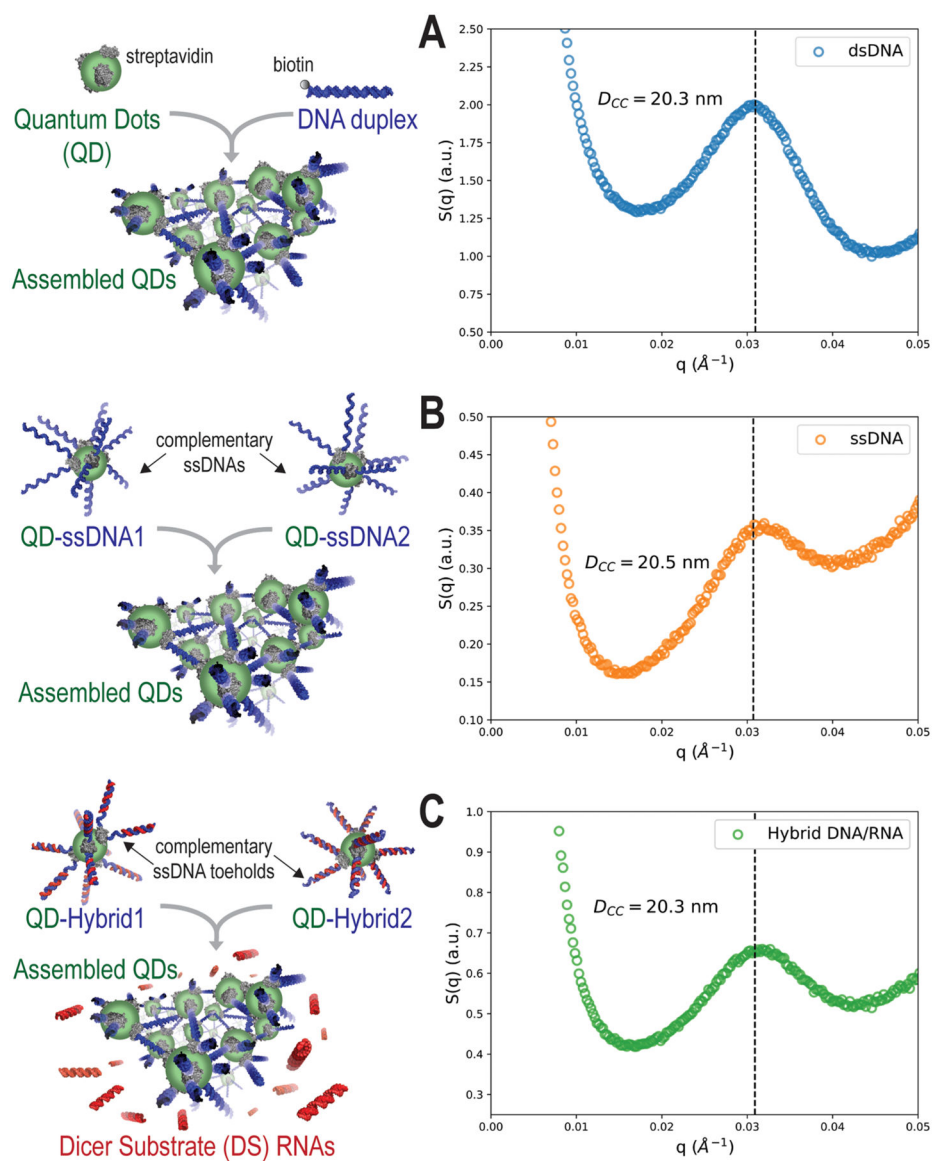 A
streptavidin
biotin
Quantum Dots
(QD)
DNA duplex
Assembled QDs
dsDNA
D_CC = 20.3 nm
S(q) (a.u.)
2.50
2.25
2.00
1.75
1.50
1.25
1.00
0.75
0.50
0.00
0.01
0.02
0.03
0.04
0.05
q (Å⁻¹)
B
complementary
ssDNAs
QD-ssDNA1
QD-ssDNA2
Assembled QDs
ssDNA
D_CC = 20.5 nm
S(q) (a.u.)
0.50
0.45
0.40
0.35
0.30
0.25
0.20
0.15
0.10
0.00
0.01
0.02
0.03
0.04
0.05
q (Å⁻¹)
C
complementary
ssDNA toeholds
QD-Hybrid1
QD-Hybrid2
Assembled QDs
Dicer Substrate (DS) RNAs
Hybrid DNA/RNA
D_CC = 20.3 nm
S(q) (a.u.)
1.0
0.9
0.8
0.7
0.6
0.5
0.4
0.3
0.00
0.01
0.02
0.03
0.04
0.05
q (Å⁻¹)